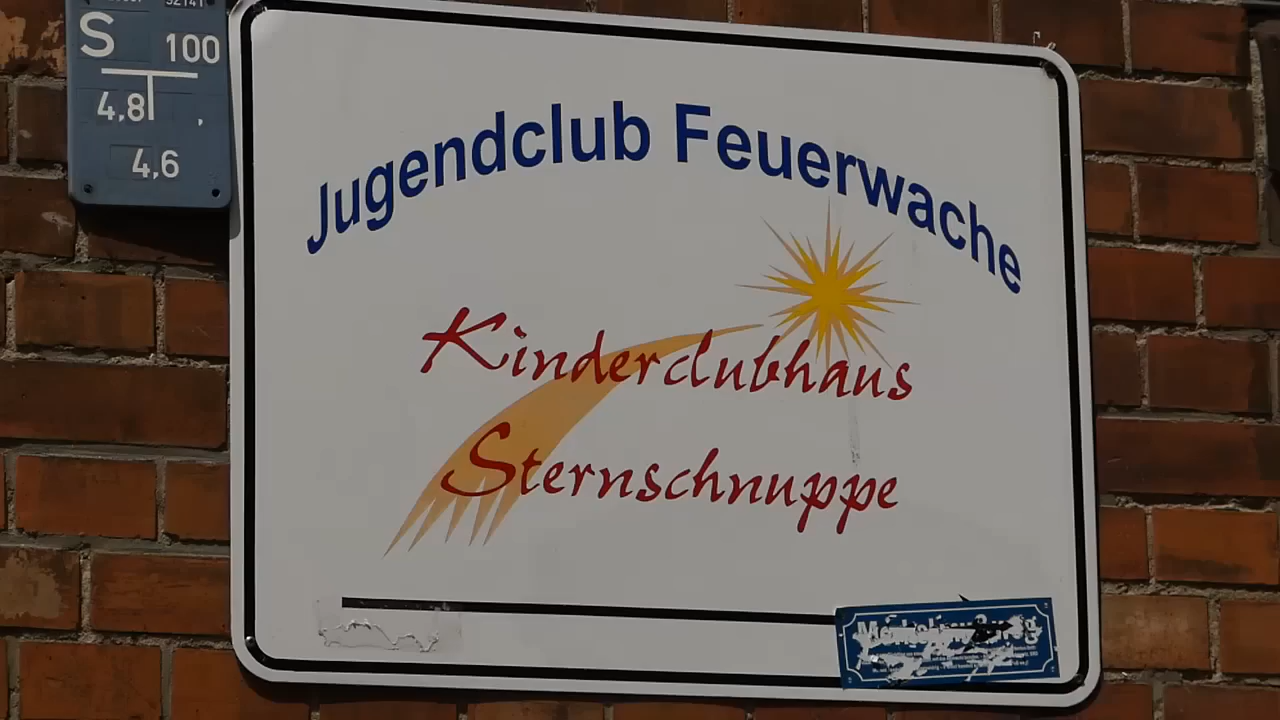 S 100
4,8
4,6
Jugendclub Feuerwache
Kinderclubhaus
Sternschnuppe